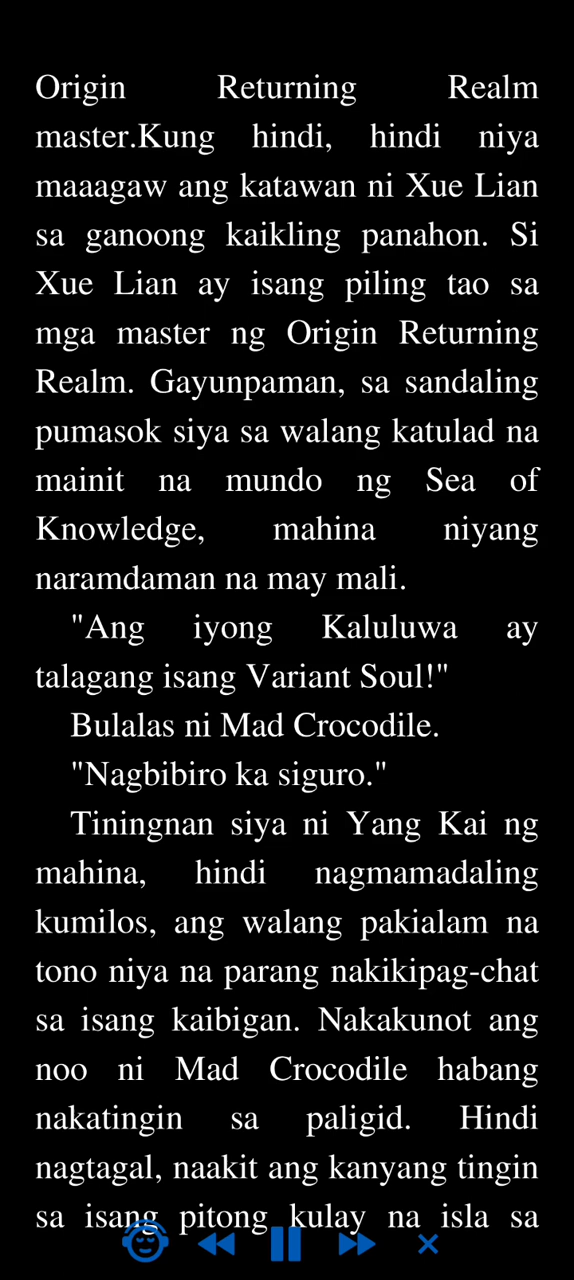 Origin Returning Realm
master.Kung hindi, hindi niya
maaagaw ang katawan ni Xue Lian
sa ganoong kaikling panahon. Si
Xue Lian ay isang piling tao sa
mga master ng Origin Returning
Realm. Gayunpaman, sa sandaling
pumasok siya sa walang katulad na
mainit na mundo ng Sea of
Knowledge, mahina niyang
naramdaman na may mali.
"Ang iyong Kaluluwa ay
talagang isang Variant Soul!"
Bulalas ni Mad Crocodile.
"Nagbibiro ka siguro."
Tiningnan siya ni Yang Kai ng
mahina, hindi nagmamadaling
kumilos, ang walang pakialam na
tono niya na parang nakikipag-chat
sa isang kaibigan. Nakakunot ang
noo ni Mad Crocodile habang
nakatingin sa paligid. Hindi
nagtagal, naakit ang kanyang tingin
sa isang pitong kulay na isla sa